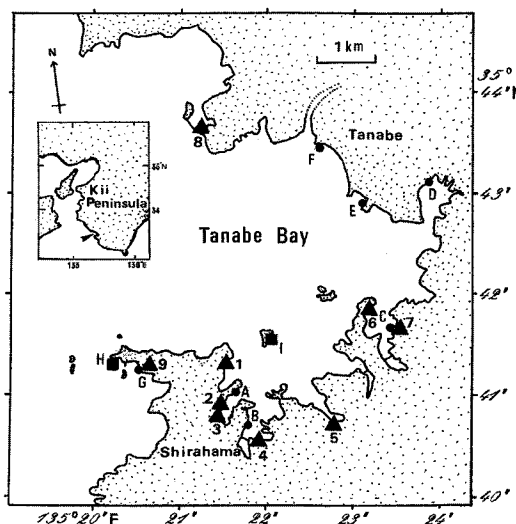 N
1 km
35°
44' N
Tanabe
8
F
35°N
Kii
Peninsula
34
135
136°E
E
D
43
Tanabe Bay
42
6
C
7
I
H
G
9
1
2
A
3
B
4
5
41
Shirahama
40'
135°20' E
21'
22'
23'
24'